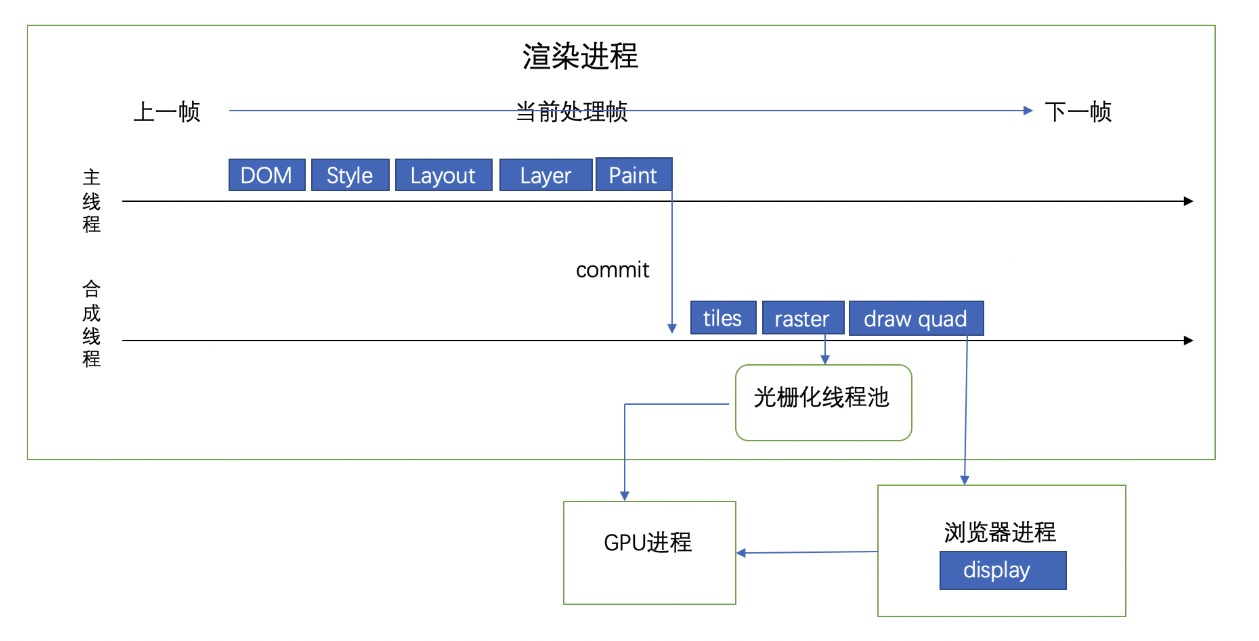 渲染进程
上一帧
当前处理帧
下一帧
主线程
DOM
Style
Layout
Layer
Paint
commit
合成线程
tiles
raster
draw quad
光栅化线程池
GPU进程
浏览器进程
display